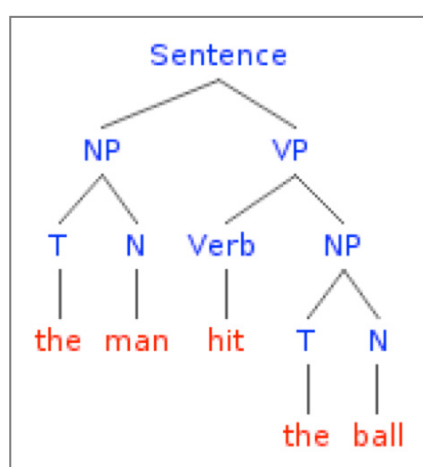 Sentence
NP VP
T N Verb NP
the man hit T N
the ball